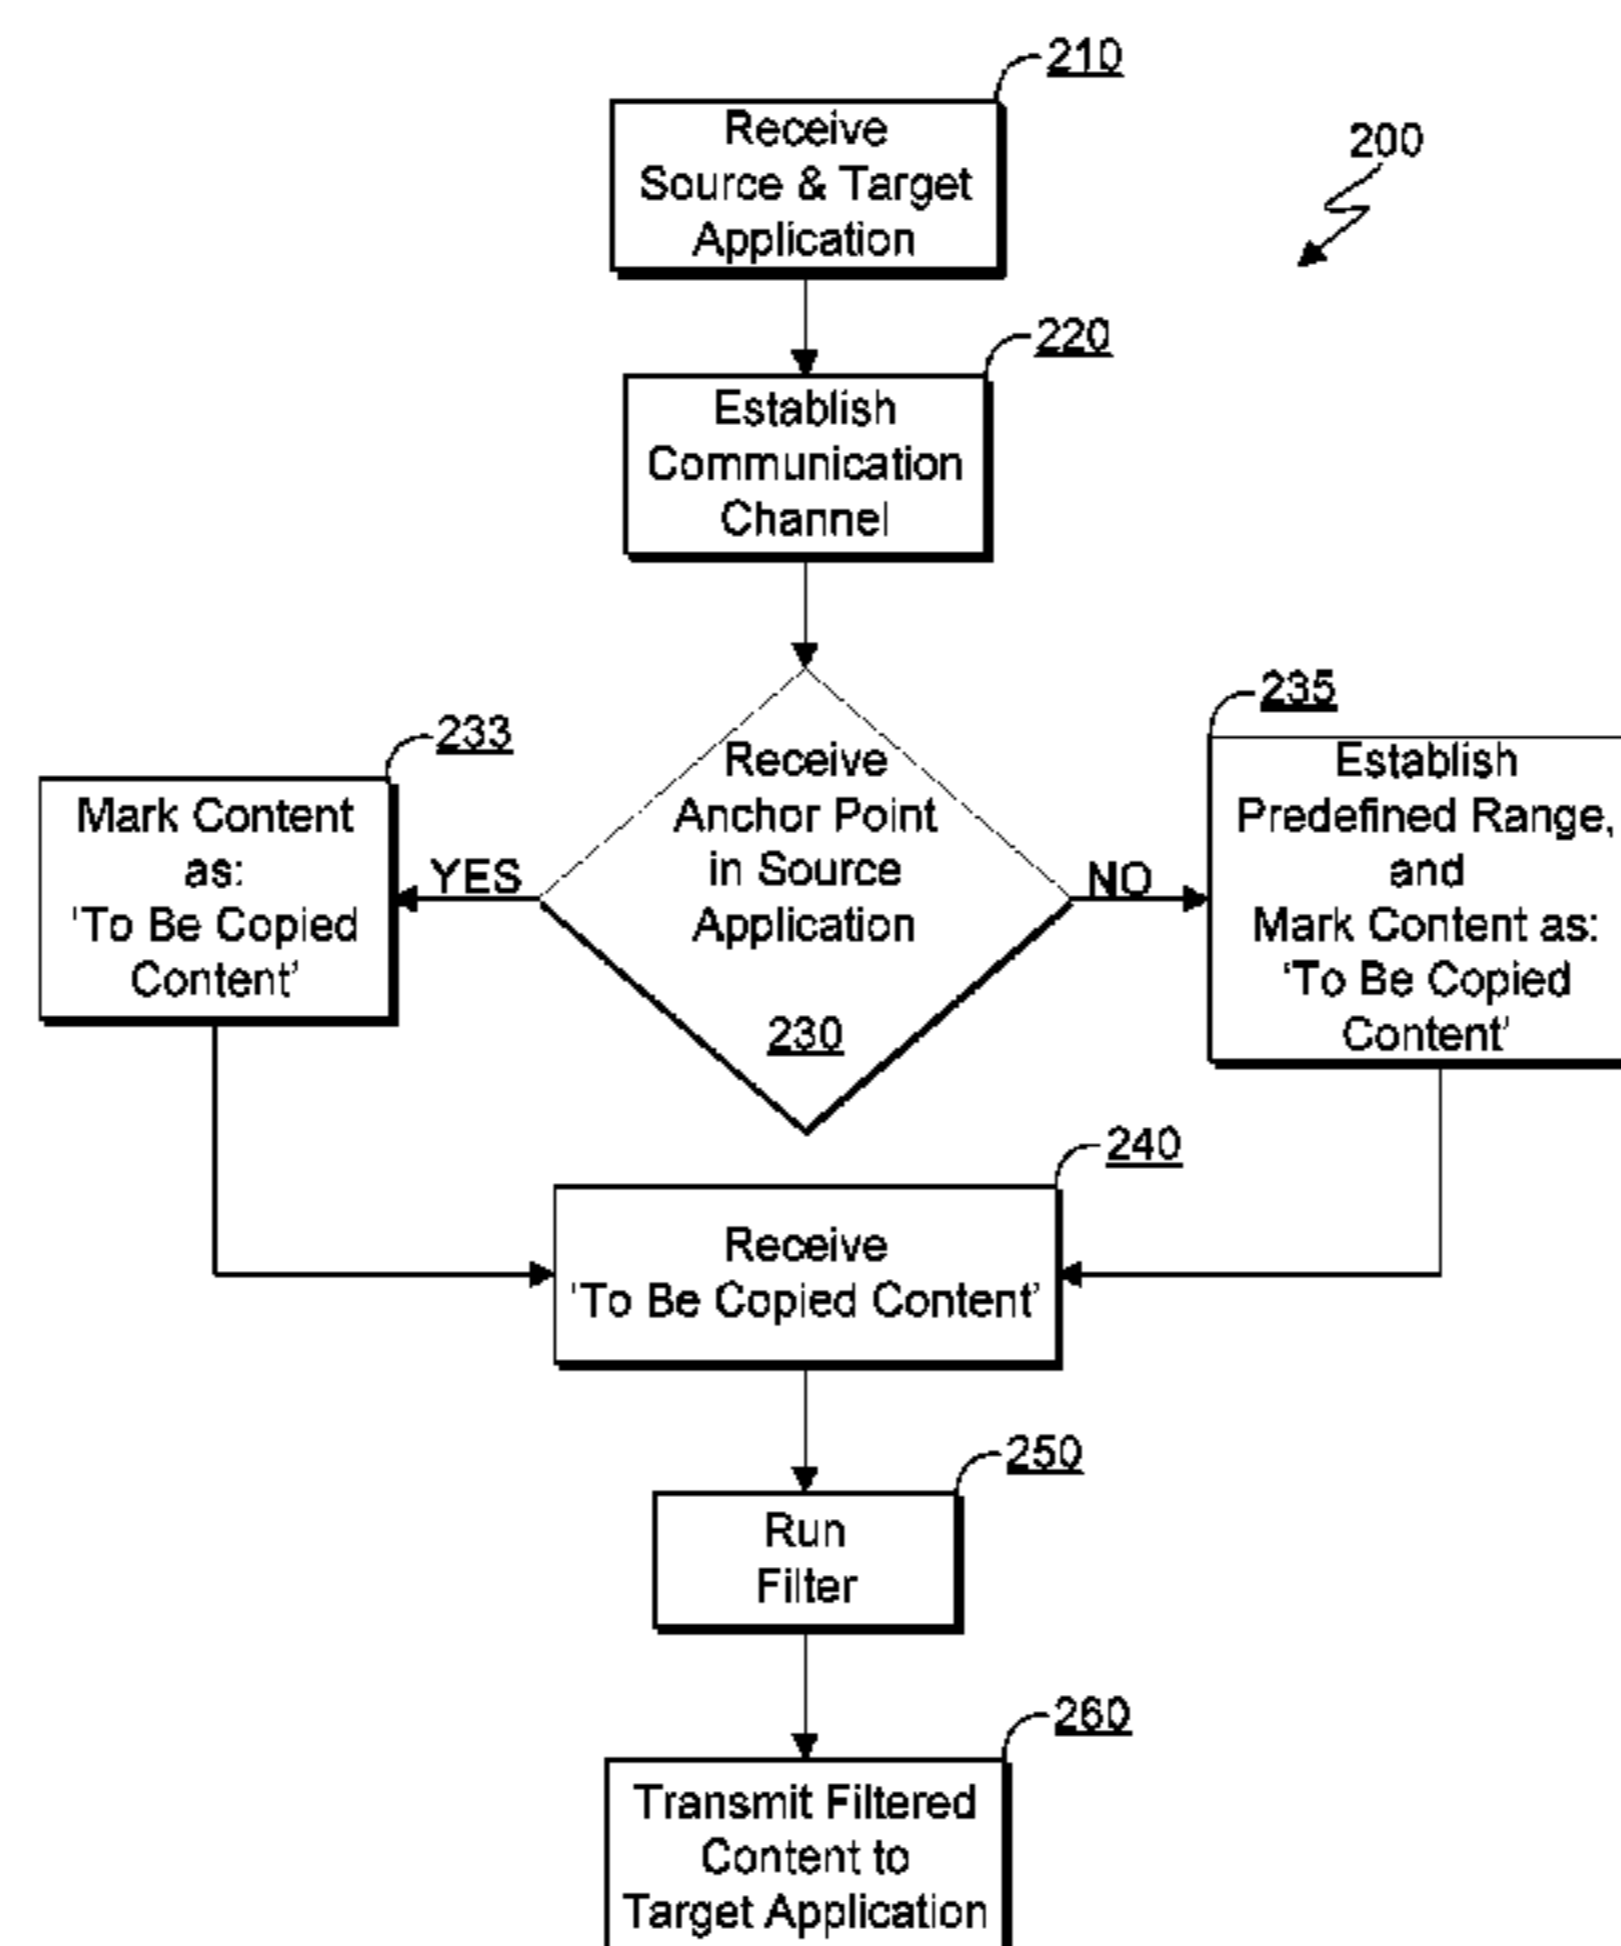 210
Receive
Source & Target
Application
200
220
Establish
Communication
Channel
230
Receive
Anchor Point
in Source
Application
YES
NO
233
Mark Content
as:
'To Be Copied
Content'
235
Establish
Predefined Range,
and
Mark Content as:
'To Be Copied
Content'
240
Receive
'To Be Copied Content'
250
Run
Filter
260
Transmit Filtered
Content to
Target Application